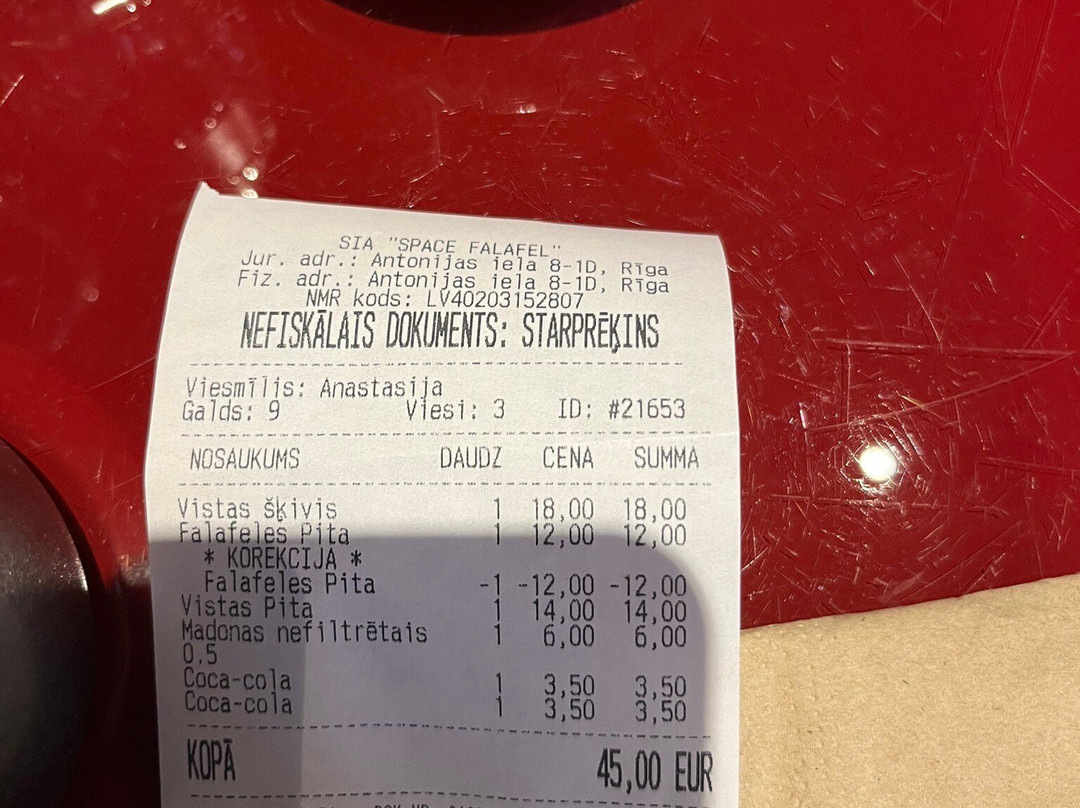 SIA "SPACE FALAFEL"
Jur. adr.: Antonijas iela 8-1D, Rīga
Fiz. adr.: Antonijas iela 8-1D, Rīga
NMR kods: LV40203152807
NEFISKĀLAIS DOKUMENTS: STARPRĒĶINS
Viesmīlis: Anastasija
Galds: 9 Viesi: 3 ID: #21653
NOSAUKUMS DAUDZ CENA SUMMA
Vistas šķīvis 1 18,00 18,00
Falafeles Pita 1 12,00 12,00
* KOREKCIJA *
Falafeles Pita -1 -12,00 -12,00
Vistas Pita 1 14,00 14,00
Madonas nefiltrētais 1 6,00 6,00
0.5
Coca-cola 1 3,50 3,50
Coca-cola 1 3,50 3,50
KOPĀ 45,00 EUR